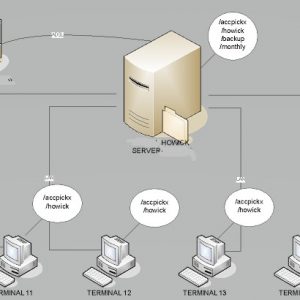 /accpickx
/howick
/backup
/monthly
HOWICK
SERVER-
/accpickx
/howick
/accpickx
/howick
/accpickx
/howick
TERMINAL 11
TERMINAL 12
TERMINAL 13
TERMINAL